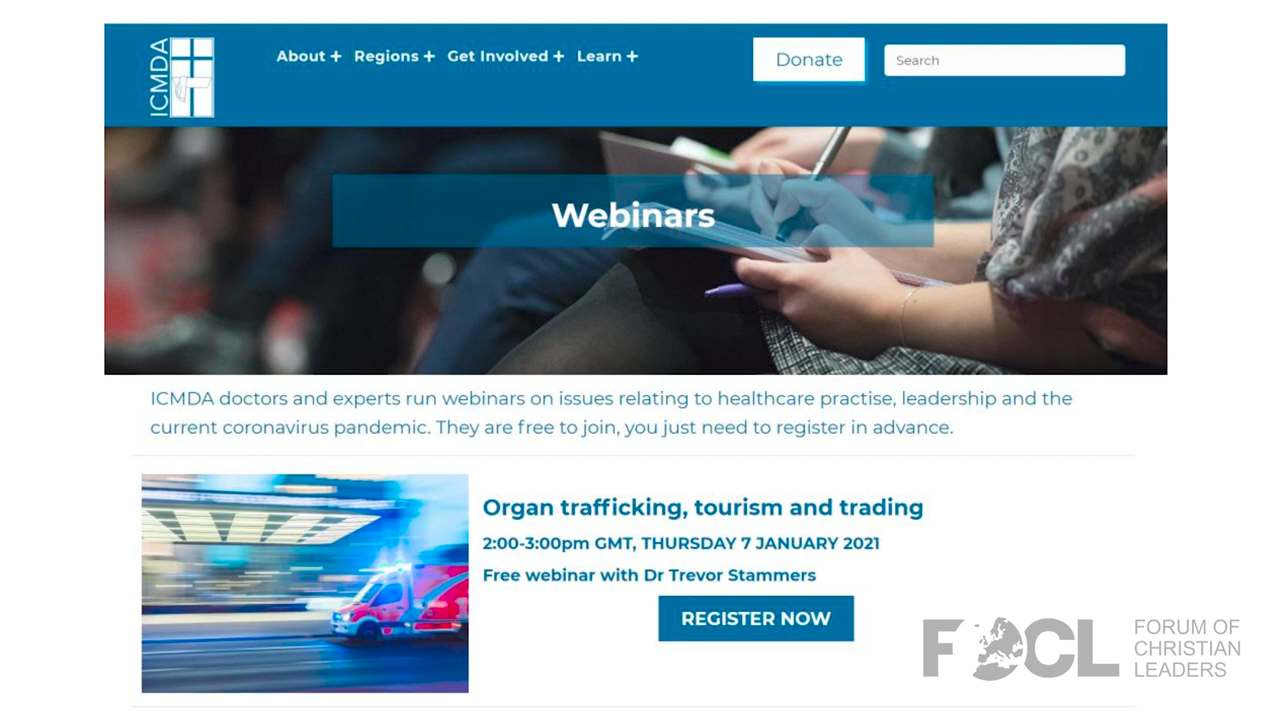 ICMDA
About + Regions + Get Involved + Learn +
Donate
Search
Webinars
ICMDA doctors and experts run webinars on issues relating to healthcare practise, leadership and the
current coronavirus pandemic. They are free to join, you just need to register in advance.
Organ trafficking, tourism and trading
2:00-3:00pm GMT, THURSDAY 7 JANUARY 2021
Free webinar with Dr Trevor Stammers
REGISTER NOW
FOCL
FORUM OF
CHRISTIAN
LEADERS